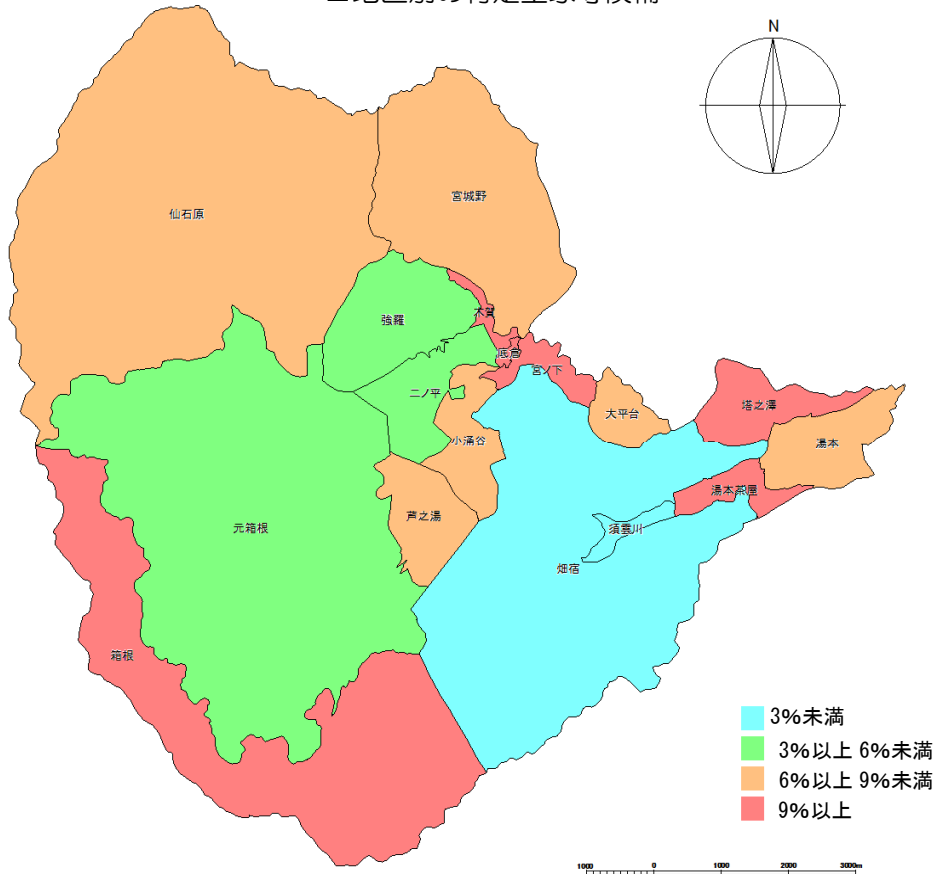 N
仙石原
宮城野
強羅
木賀
底倉
宮ノ下
二ノ平
大平台
塔之澤
小涌谷
湯本
湯本茶屋
芦之湯
元箱根
須雲川
畑宿
箱根
3%未満
3%以上 6%未満
6%以上 9%未満
9%以上
1000 0 1000 2000 3000m